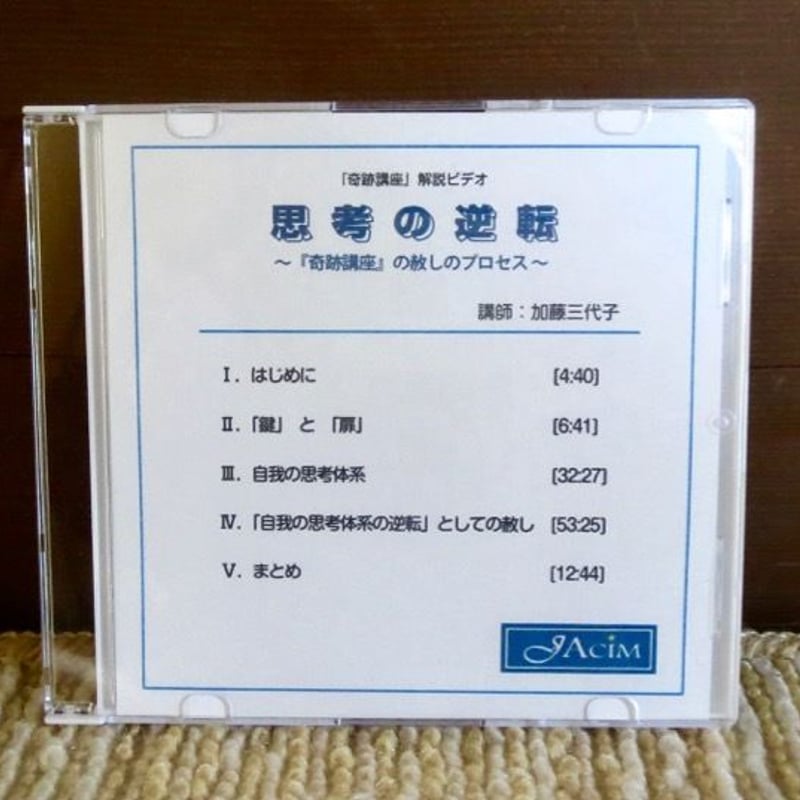 「奇跡講座」解説ビデオ
思考の逆転
～『奇跡講座』の赦しのプロセス～
講師：加藤三代子
Ⅰ．はじめに [4:40]
Ⅱ．「鍵」 と 「扉」 [6:41]
Ⅲ．自我の思考体系 [32:27]
Ⅳ．「自我の思考体系の逆転」としての赦し [53:25]
Ⅴ．まとめ [12:44]
JACIM